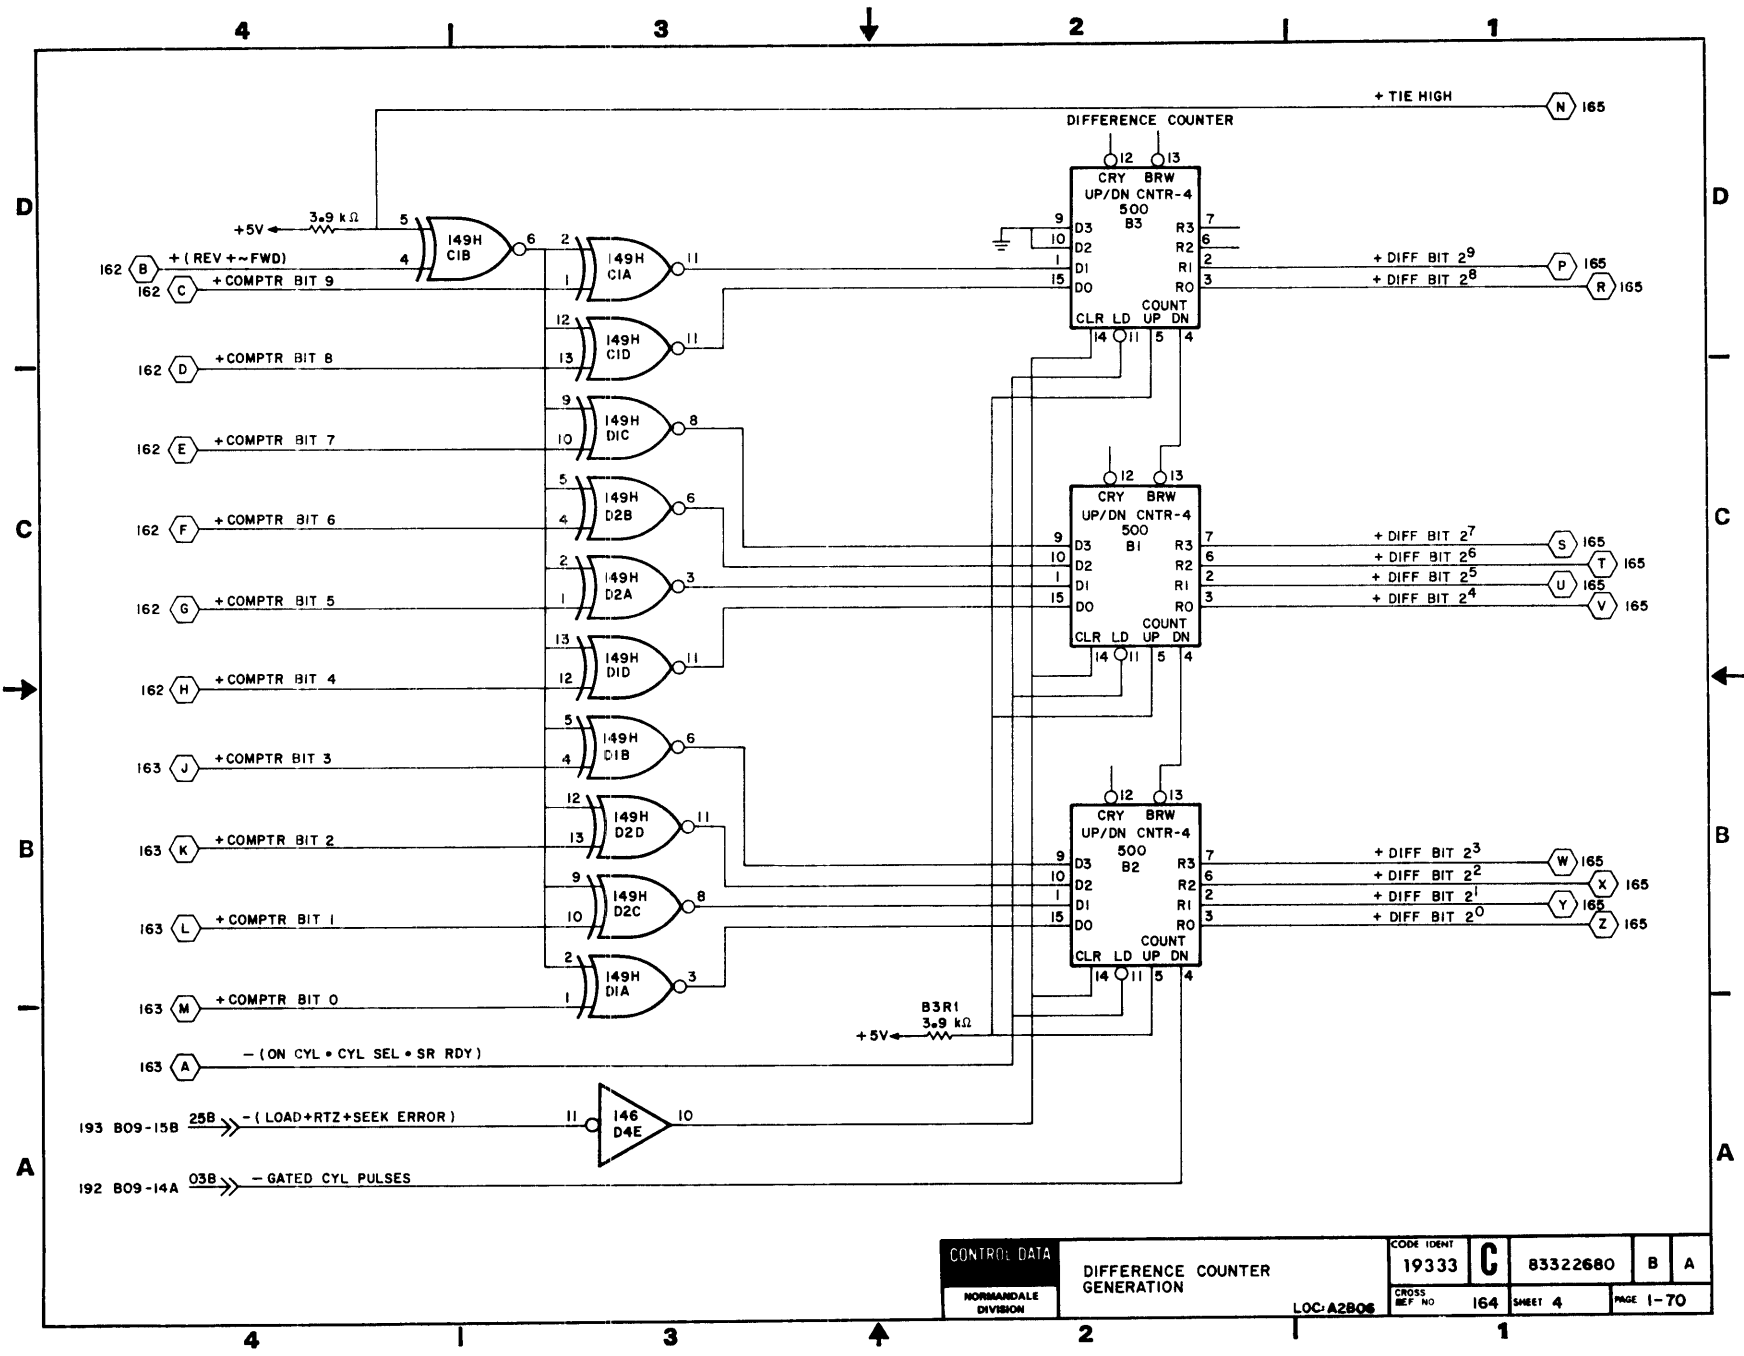 4 3 2 1
+ TIE HIGH N 165
DIFFERENCE COUNTER
12 13
CRY BRW
UP/DN CNTR-4
500
B3
D D
9 D3 R3 7
10 D2 R2 6
1 D1 R1 2
15 D0 R0 3
COUNT
CLR LD UP DN
14 11 5 4
+5V 3.9 kΩ 5
149H
C1B
6
162 B +(REV +~FWD) 4
162 C +COMPTR BIT 9
2
149H
C1A
11
1
+ DIFF BIT 2⁹ P 165
+ DIFF BIT 2⁸ R 165
12
149H
C1D
11
162 D +COMPTR BIT 8 13
9
149H
D1C
8
162 E +COMPTR BIT 7 10
5
149H
D2B
6
162 F +COMPTR BIT 6 4
C C
2
149H
D2A
3
162 G +COMPTR BIT 5 1
13
149H
D1D
11
162 H +COMPTR BIT 4 12
12 13
CRY BRW
UP/DN CNTR-4
500
B1
9 D3 R3 7
10 D2 R2 6
1 D1 R1 2
15 D0 R0 3
COUNT
CLR LD UP DN
14 11 5 4
+ DIFF BIT 2⁷ S 165
+ DIFF BIT 2⁶ T 165
+ DIFF BIT 2⁵ U 165
+ DIFF BIT 2⁴ V 165
5
149H
D1B
6
163 J +COMPTR BIT 3 4
12
149H
D2D
11
163 K +COMPTR BIT 2 13
B B
9
149H
D2C
8
163 L +COMPTR BIT 1 10
2
149H
D1A
3
163 M +COMPTR BIT 0 1
12 13
CRY BRW
UP/DN CNTR-4
500
B2
9 D3 R3 7
10 D2 R2 6
1 D1 R1 2
15 D0 R0 3
COUNT
CLR LD UP DN
14 11 5 4
+ DIFF BIT 2³ W 165
+ DIFF BIT 2² X 165
+ DIFF BIT 2¹ Y 165
+ DIFF BIT 2⁰ Z 165
B3R1
3.9 kΩ
+5V
163 A -(ON CYL • CYL SEL • SR RDY)
193 B09-15B 25B -(LOAD+RTZ+SEEK ERROR) 11
146
D4E
10
A A
192 B09-14A 03B - GATED CYL PULSES
CONTROL DATA
NORMANDALE
DIVISION
DIFFERENCE COUNTER
GENERATION
LOC:A2B06
CODE IDENT
19333 C 83322680 B A
CROSS
REF NO 164 SHEET 4 PAGE 1-70
4 3 2 1